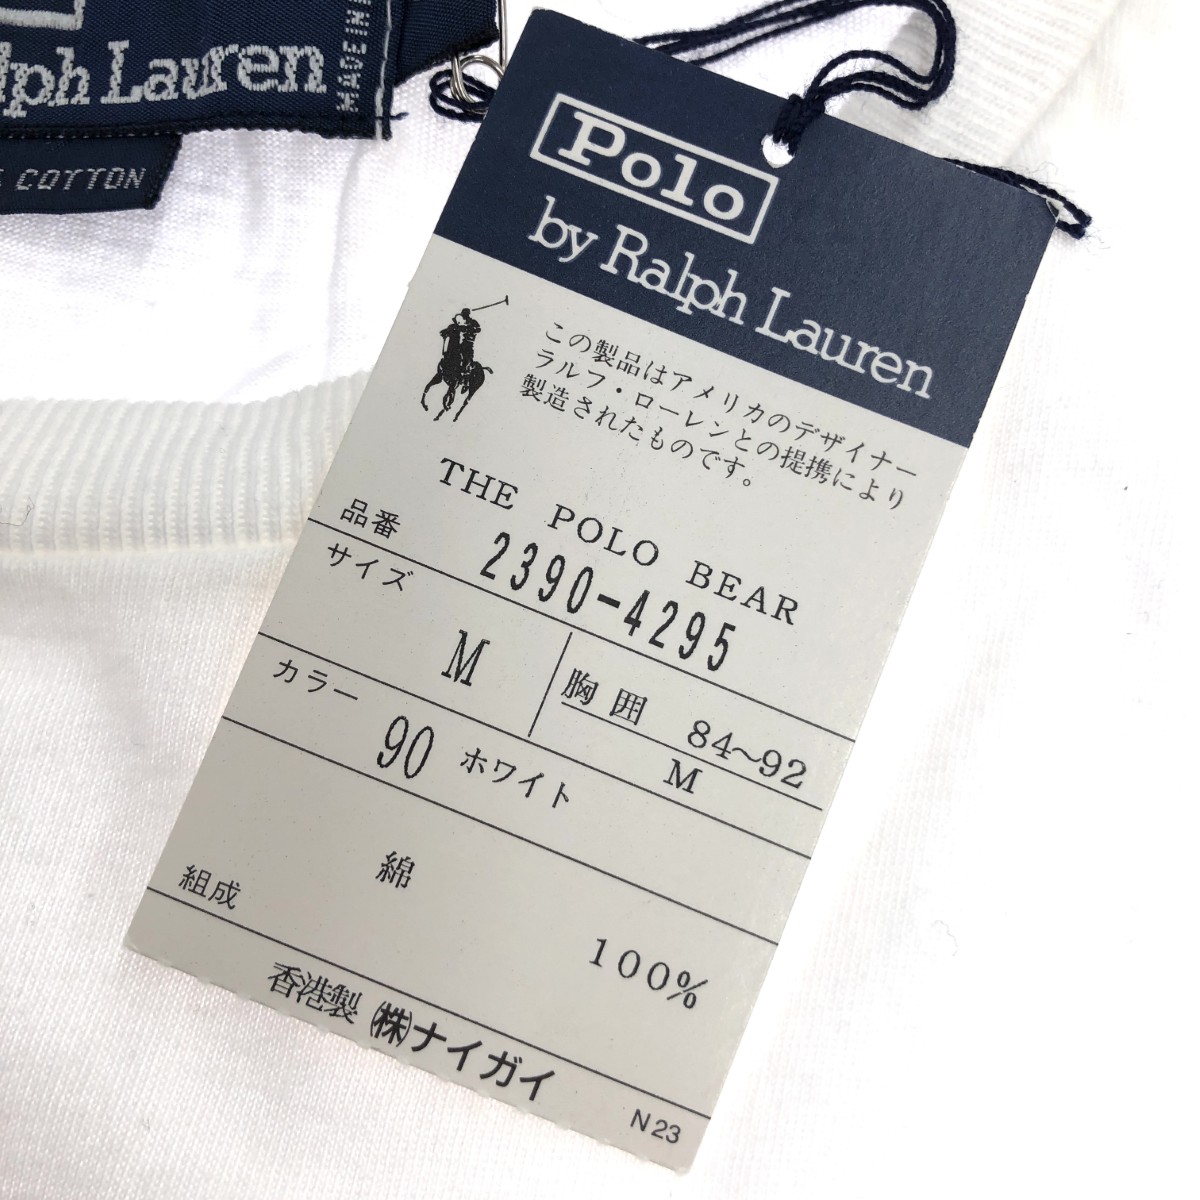 Lauren
MADE IN
COTTON
Polo
by Ralph Lauren
この製品はアメリカのデザイナー
ラルフ・ローレンとの提携により
製造されたものです。
THE POLO BEAR
品番 2390-4295
サイズ M 胸囲 84~92
M
カラー 90 ホワイト
綿 100%
組成
香港製 (株)ナイガイ
N23